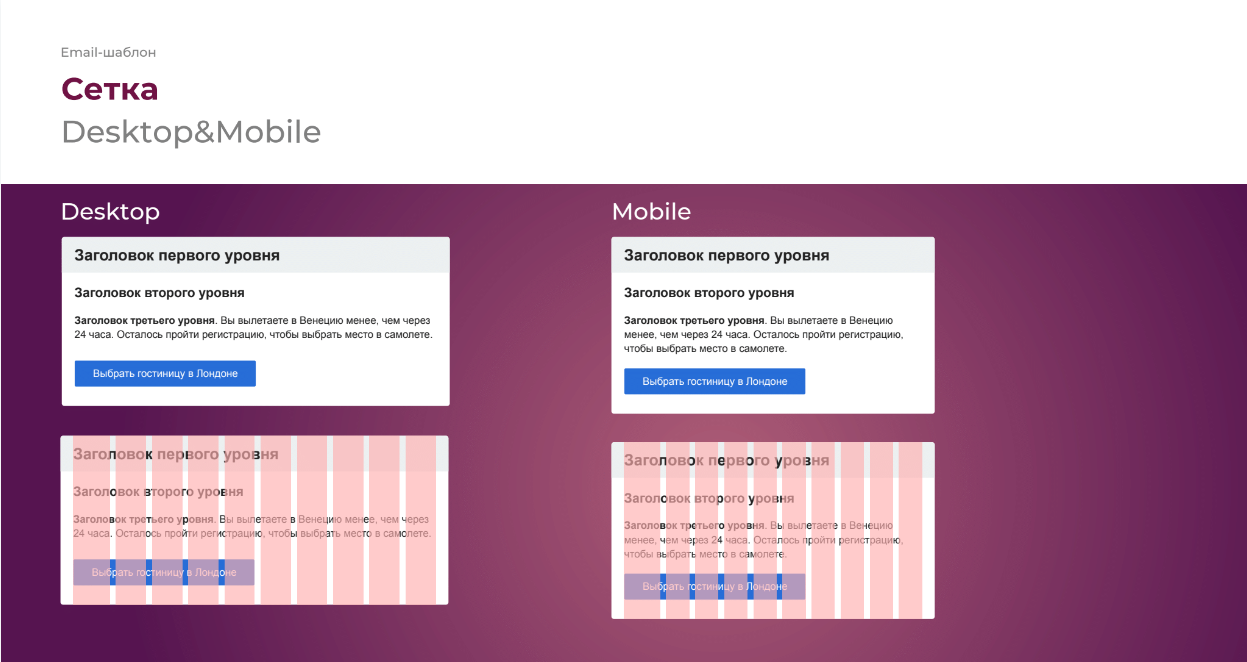 Email-шаблон
Сетка
Desktop&Mobile
Desktop
Заголовок первого уровня
Заголовок второго уровня
Заголовок третьего уровня. Вы вылетаете в Венецию менее, чем через
24 часа. Осталось пройти регистрацию, чтобы выбрать место в самолете.
Выбрать гостиницу в Лондоне
Заголовок первого уровня
Заголовок второго уровня
Заголовок третьего уровня. Вы вылетаете в Венецию менее, чем через
24 часа. Осталось пройти регистрацию, чтобы выбрать место в самолете.
Выбрать гостиницу в Лондоне
Mobile
Заголовок первого уровня
Заголовок второго уровня
Заголовок третьего уровня. Вы вылетаете в Венецию
менее, чем через 24 часа. Осталось пройти регистрацию,
чтобы выбрать место в самолете.
Выбрать гостиницу в Лондоне
Заголовок первого уровня
Заголовок второго уровня
Заголовок третьего уровня. Вы вылетаете в Венецию
менее, чем через 24 часа. Осталось пройти регистрацию,
чтобы выбрать место в самолете.
Выбрать гостиницу в Лондоне